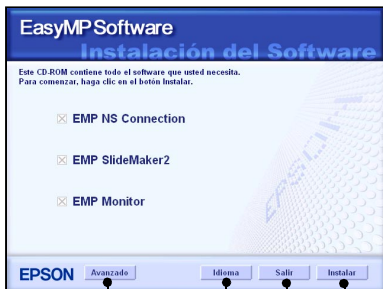 EasyMP Software
Instalación del Software
Este CD-ROM contiene todo el software que usted necesita.
Para comenzar, haga clic en el botón Instalar.
EMP NS Connection
EMP SlideMaker2
EMP Monitor
EPSON
EPSON Avanzado Idioma Salir Instalar